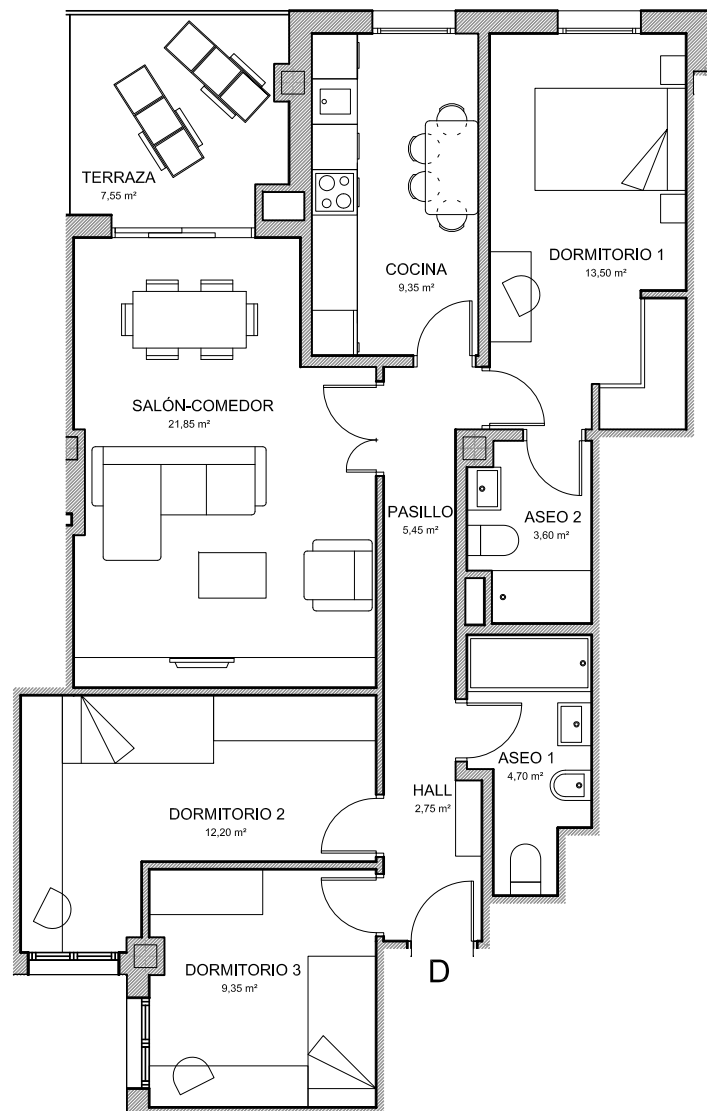 TERRAZA
7,55 m²
COCINA
9,35 m²
DORMITORIO 1
13,50 m²
SALÓN-COMEDOR
21,85 m²
PASILLO
5,45 m²
ASEO 2
3,60 m²
ASEO 1
4,70 m²
HALL
2,75 m²
DORMITORIO 2
12,20 m²
DORMITORIO 3
9,35 m²
D